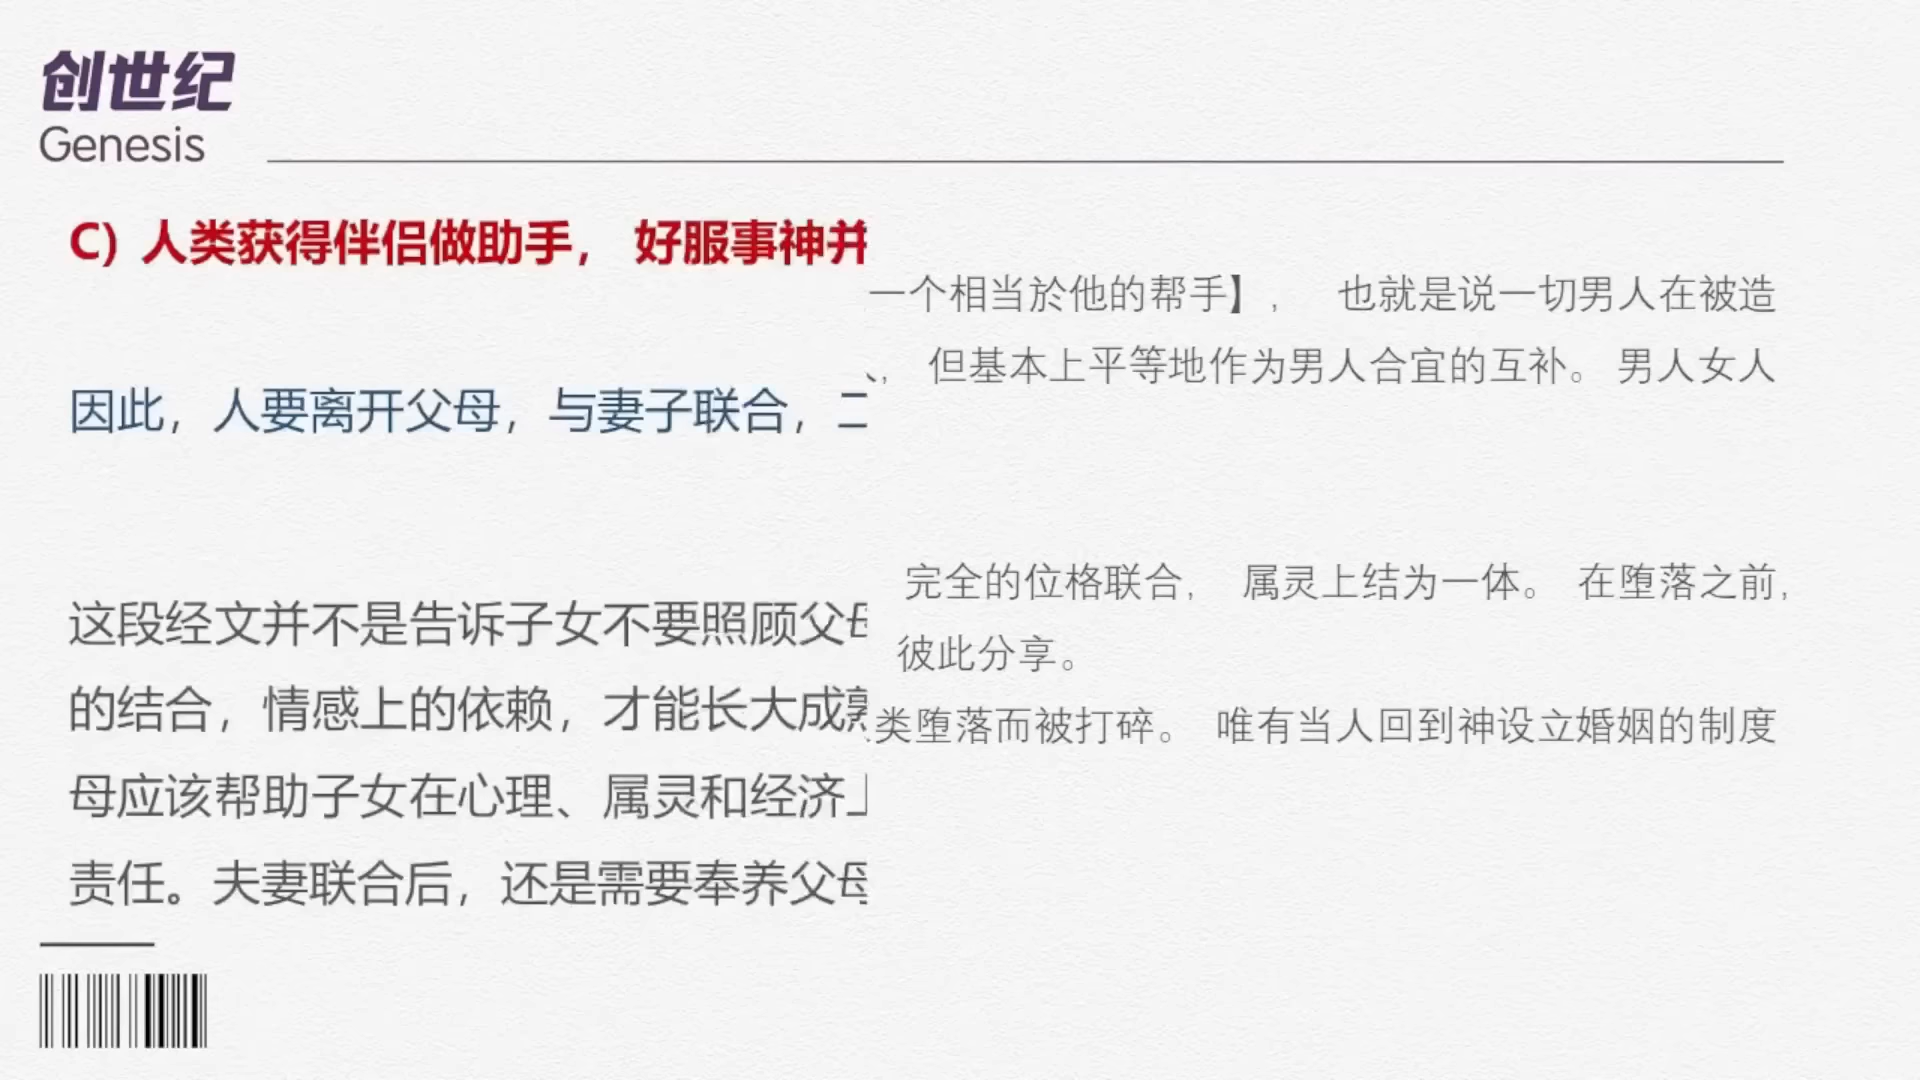 创世纪
Genesis
C) 人类获得伴侣做助手， 好服事神并
因此，人要离开父母，与妻子联合，二
这段经文并不是告诉子女不要照顾父母
的结合，情感上的依赖，才能长大成熟
母应该帮助子女在心理、属灵和经济上
责任。夫妻联合后，还是需要奉养父母
一个相当於他的帮手】， 也就是说一切男人在被造
， 但基本上平等地作为男人合宜的互补。 男人女人
完全的位格联合， 属灵上结为一体。 在堕落之前，
彼此分享。
类堕落而被打碎。 唯有当人回到神设立婚姻的制度